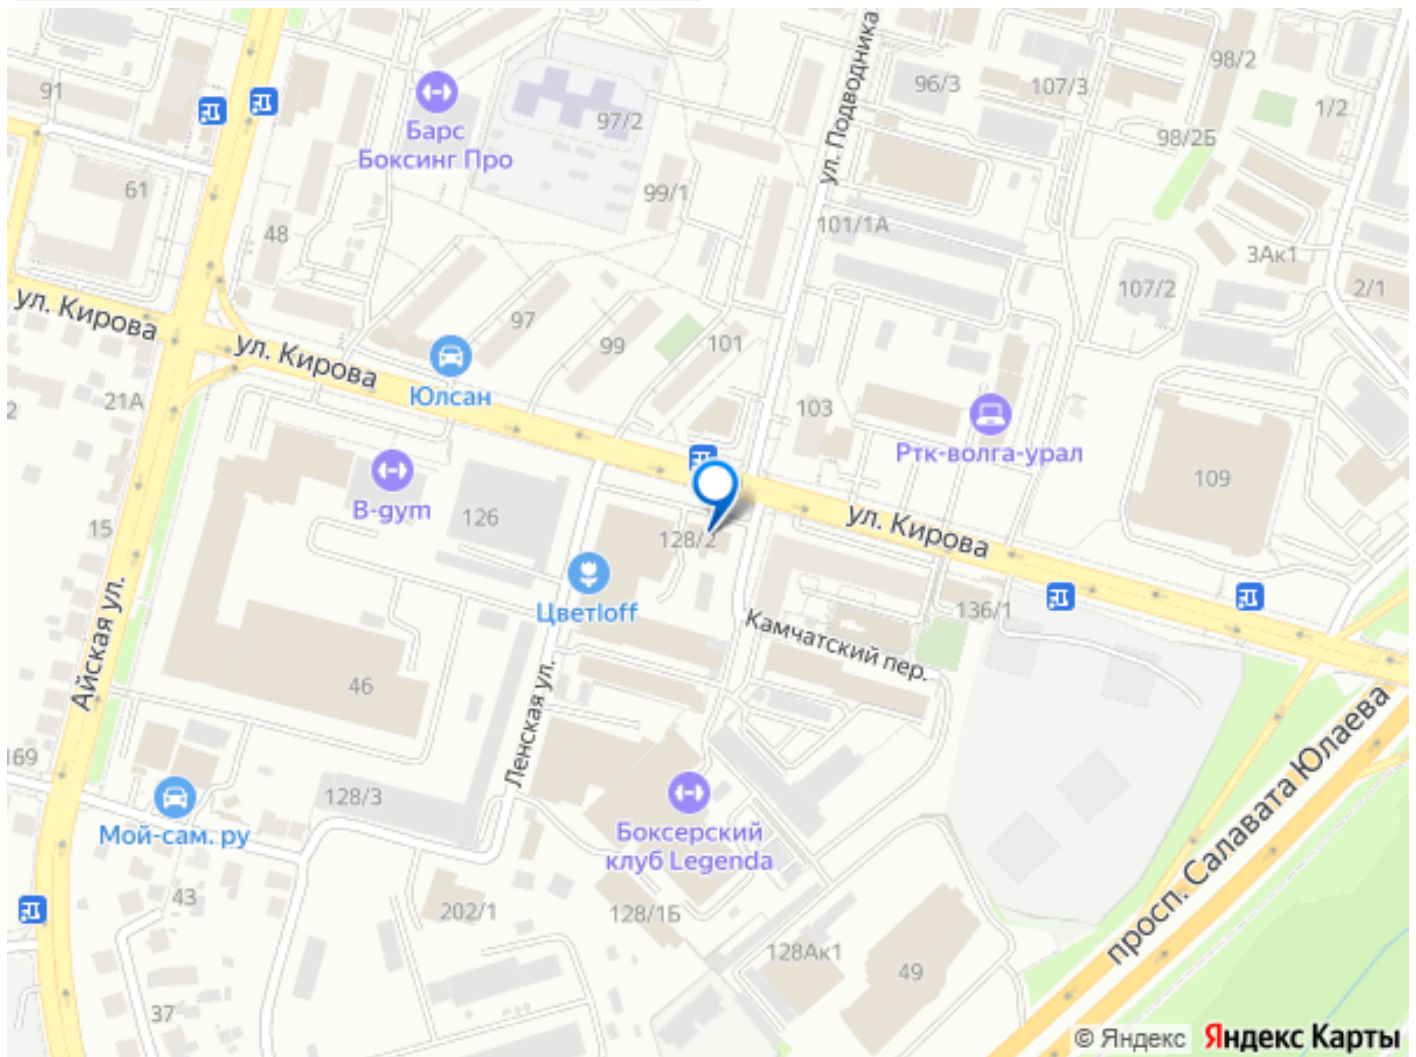 91
Барс
Боксинг Про
97/2
ул. Подводника
96/3
107/3
98/2
98/2Б
1/2
61
99/1
48
101/1А
3Ак1
107/2
2/1
ул. Кирова
ул. Кирова
97
99
101
Юлсан
21А
2
103
Ртк-волга-урал
109
B-gym
126
15
128/2
ул. Кирова
Цветloff
136/1
Камчатский пер.
Айская ул.
46
Ленская ул.
просп. Салавата Юлаева
169
128/3
Мой-сам. ру
Боксерский
клуб Legenda
43
202/1
128/1Б
128Ак1
49
37
© Яндекс
Яндекс Карты